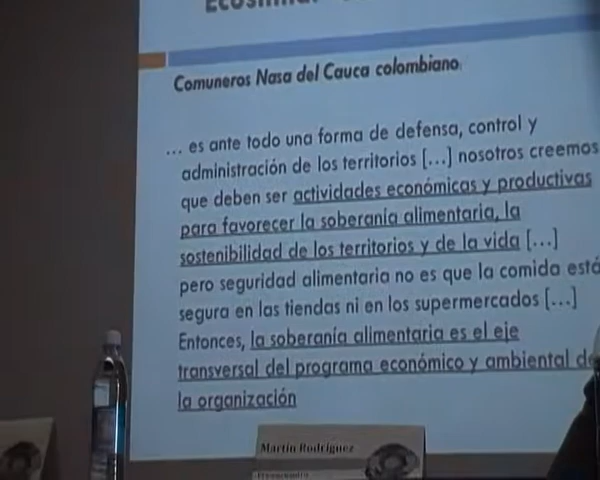 Comuneros Nasa del Cauca colombiano.
... es ante todo una forma de defensa, control y
administración de los territorios [...] nosotros creemos
que deben ser actividades económicas y productivas
para favorecer la soberanía alimentaria, la
sostenibilidad de los territorios y de la vida [...]
pero seguridad alimentaria no es que la comida está
segura en las tiendas ni en los supermercados [...]
Entonces, la soberanía alimentaria es el eje
transversal del programa económico y ambiental de
la organización
Martín Rodríguez